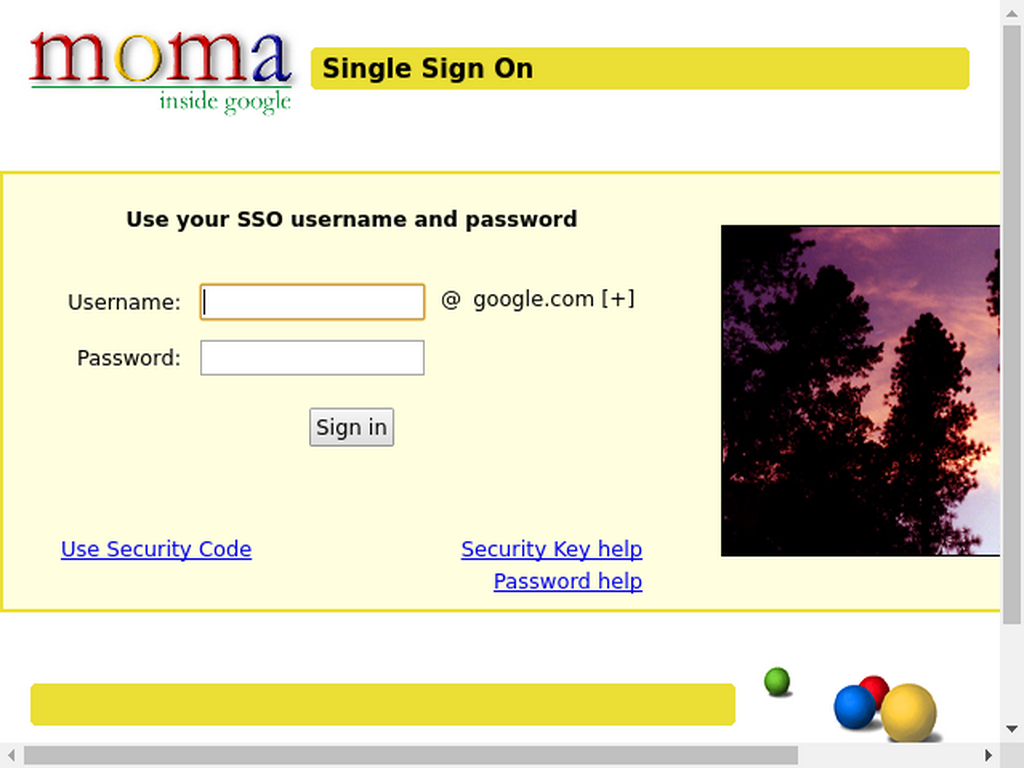 moma
inside google
Single Sign On
Use your SSO username and password
Username:
@ google.com [+]
Password:
Sign in
Use Security Code
Security Key help
Password help